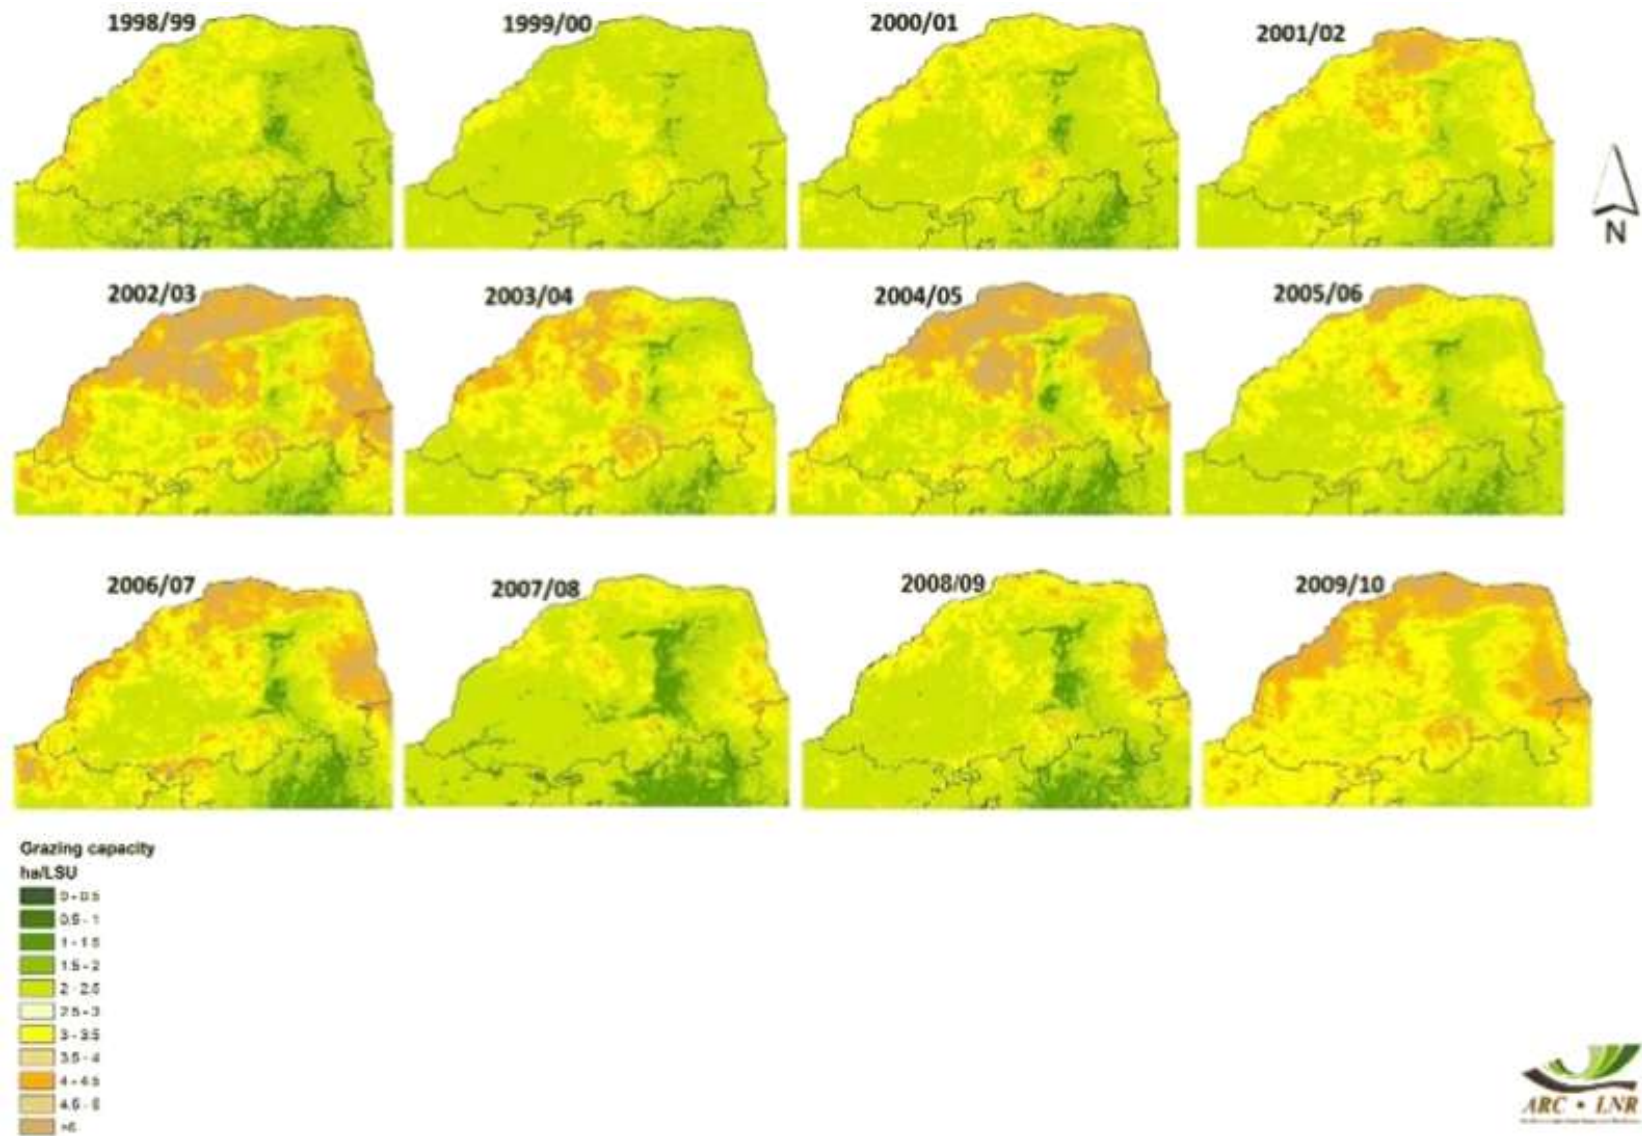 1998/99
1999/00
2000/01
2001/02
N
2002/03
2003/04
2004/05
2005/06
2006/07
2007/08
2008/09
2009/10
Grazing capacity
ha/LSU
0 - 0.5
0.5 - 1
1 - 1.5
1.5 - 2
2 - 2.5
2.5 - 3
3 - 3.5
3.5 - 4
4 - 4.5
4.5 - 5
ARC • LNR